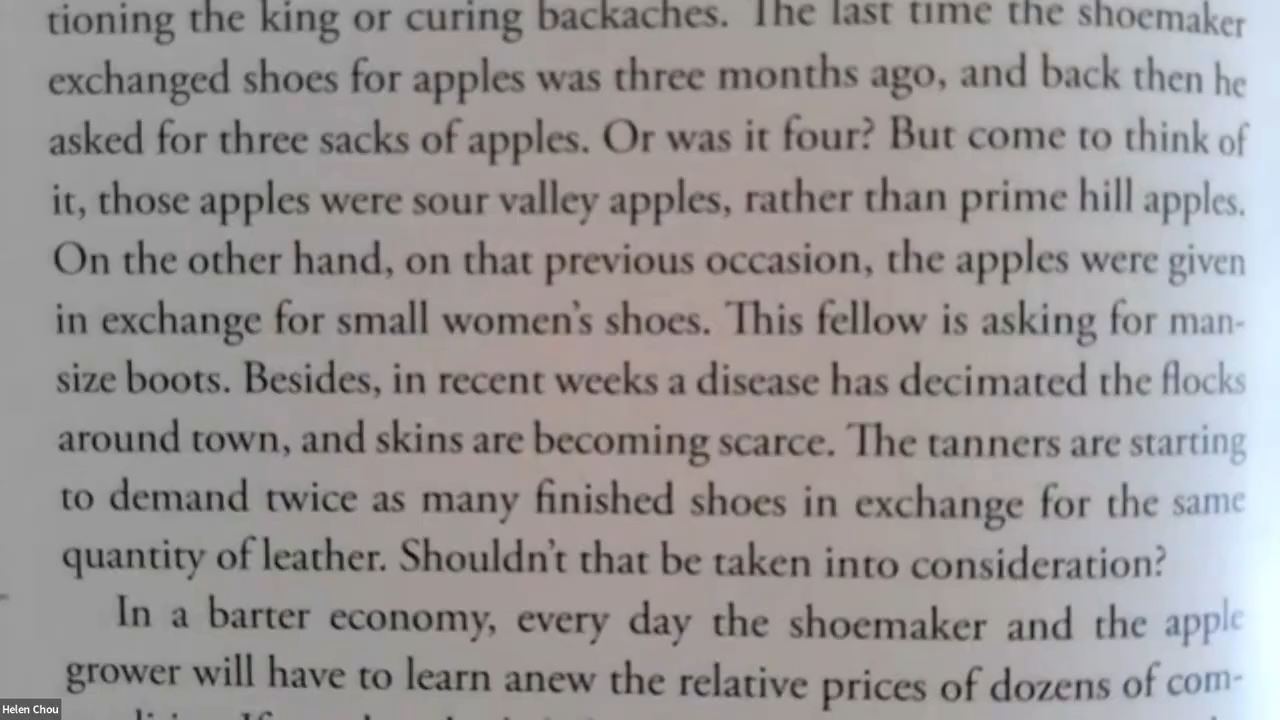 tioning the king or curing backaches. The last time the shoemaker
exchanged shoes for apples was three months ago, and back then he
asked for three sacks of apples. Or was it four? But come to think of
it, those apples were sour valley apples, rather than prime hill apples.
On the other hand, on that previous occasion, the apples were given
in exchange for small women's shoes. This fellow is asking for man-
size boots. Besides, in recent weeks a disease has decimated the flocks
around town, and skins are becoming scarce. The tanners are starting
to demand twice as many finished shoes in exchange for the same
quantity of leather. Shouldn't that be taken into consideration?
In a barter economy, every day the shoemaker and the apple
grower will have to learn anew the relative prices of dozens of com-
Helen Chou